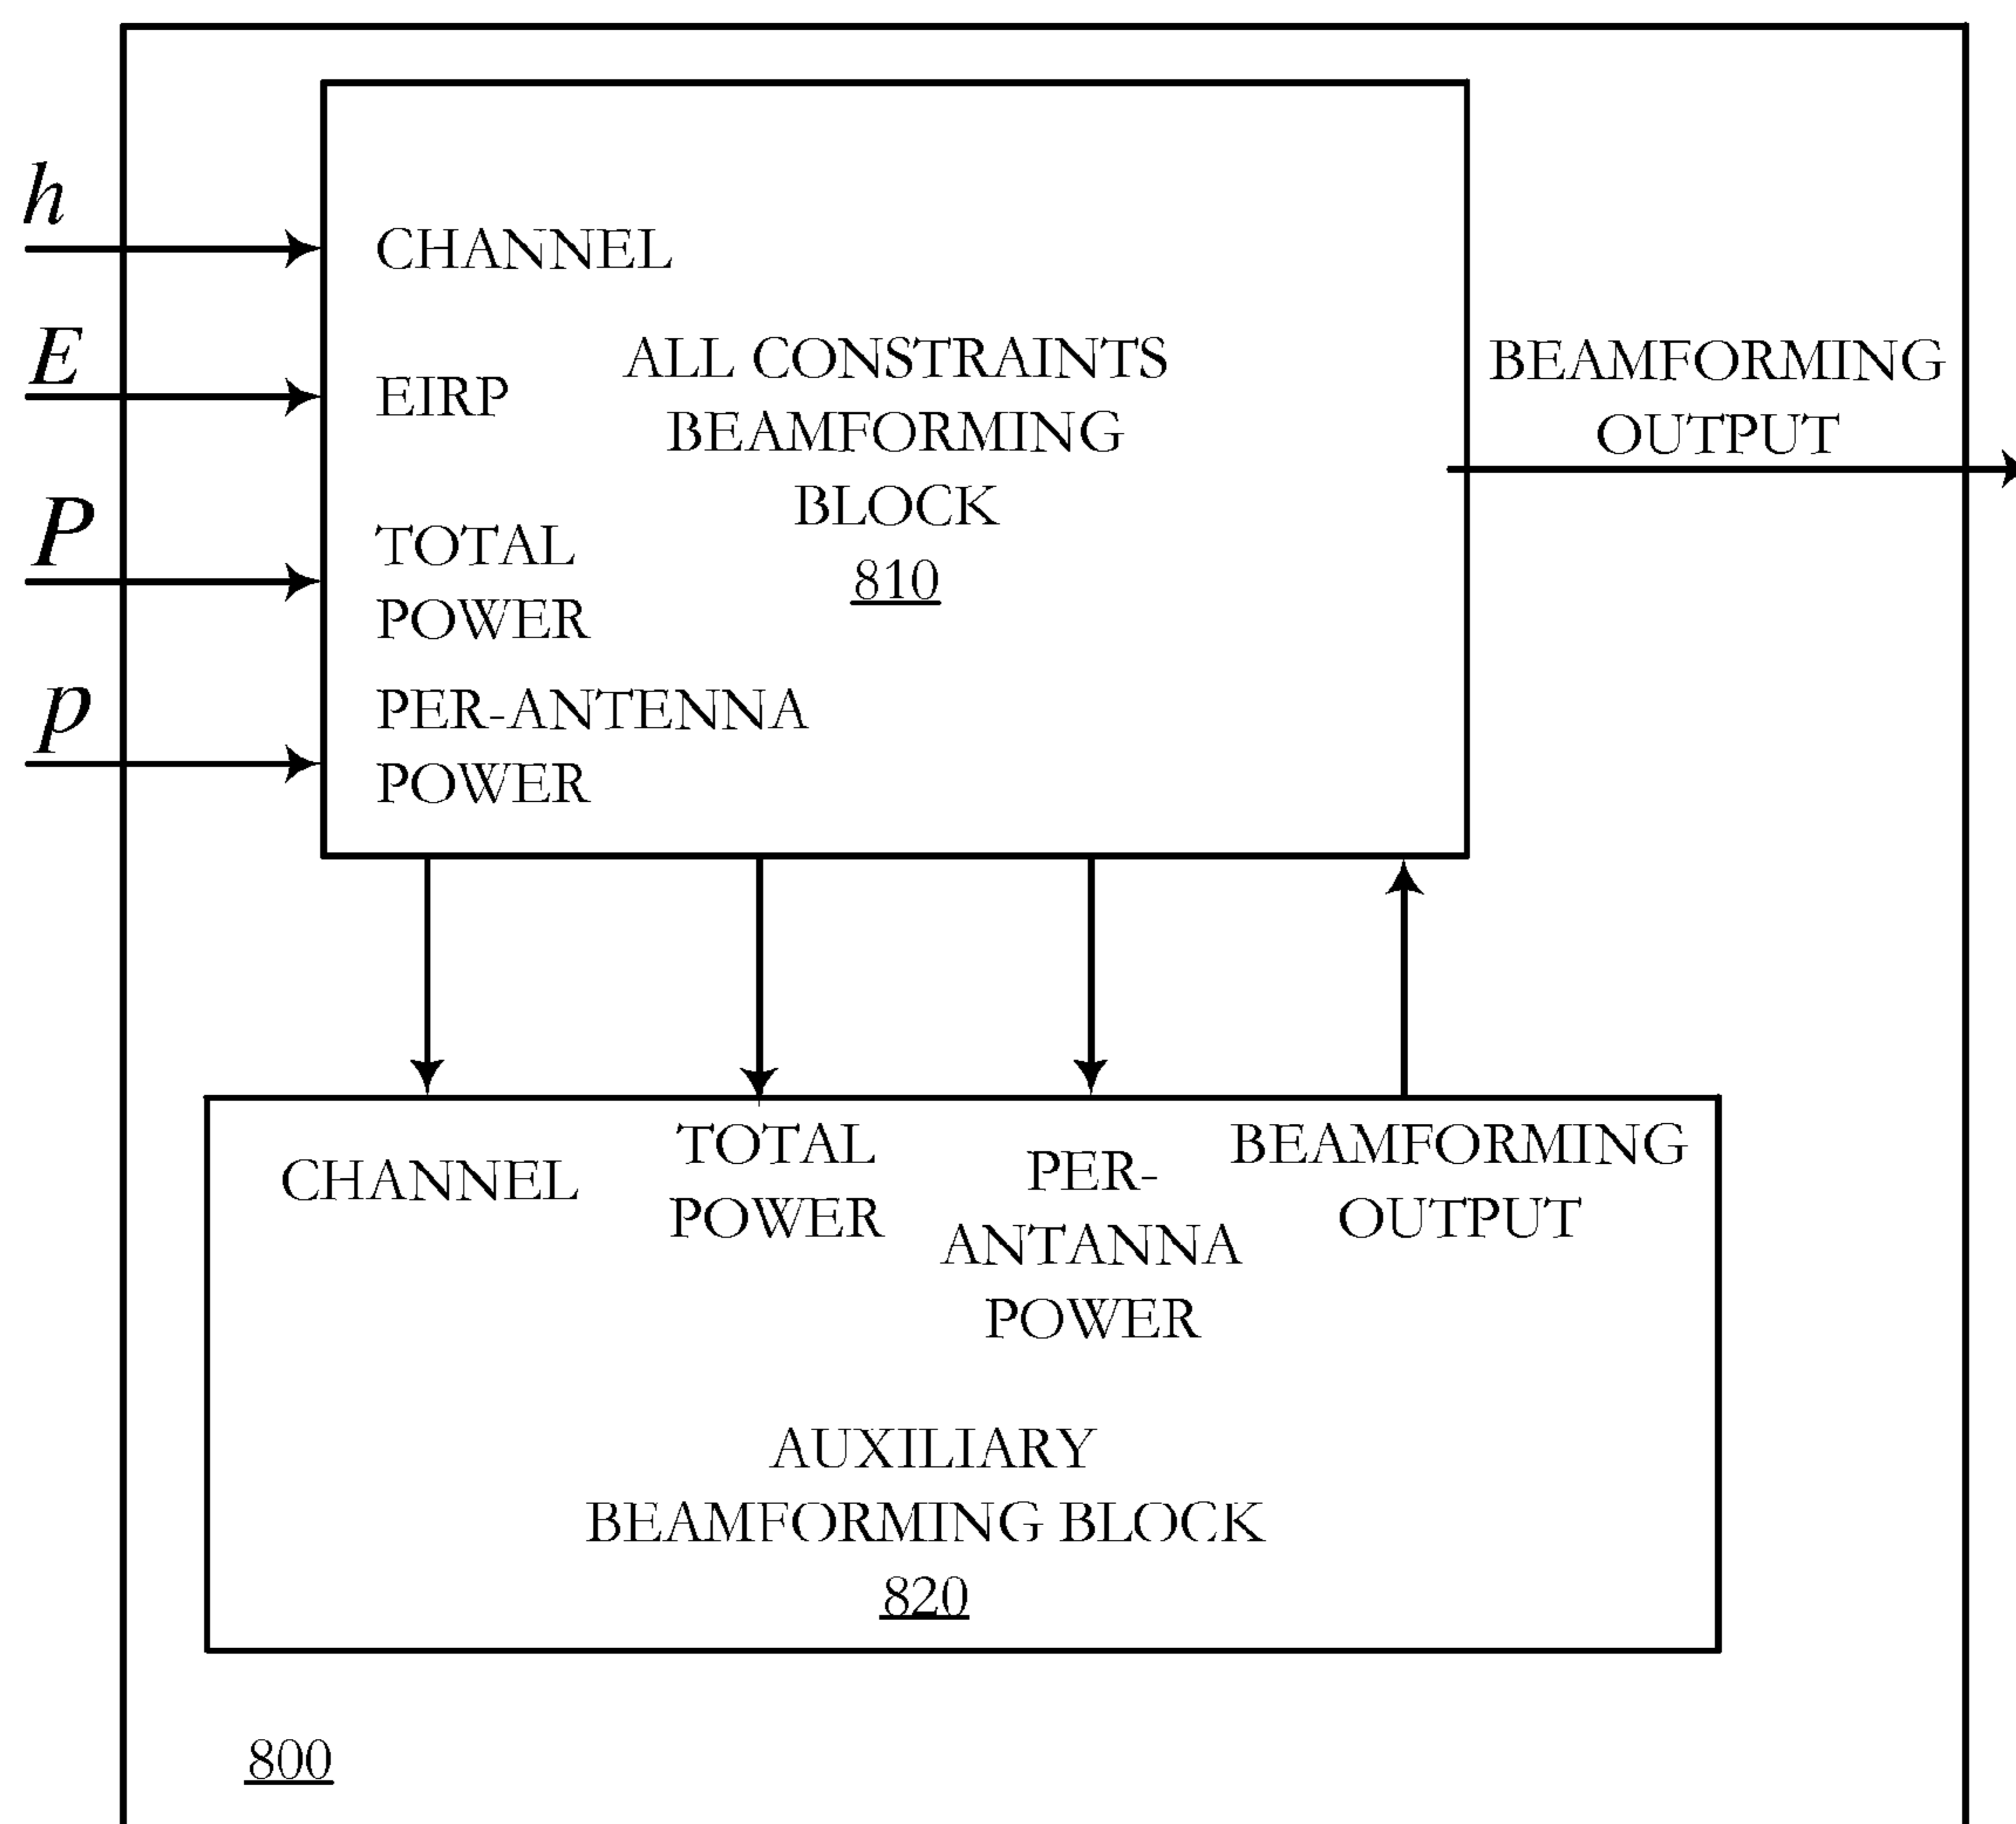 h
E
P
p
CHANNEL
EIRP
TOTAL
POWER
PER-ANTENNA
POWER
ALL CONSTRAINTS
BEAMFORMING
BLOCK
810
BEAMFORMING
OUTPUT
CHANNEL
TOTAL
POWER
PER-
ANTANNA
POWER
BEAMFORMING
OUTPUT
AUXILIARY
BEAMFORMING BLOCK
820
800